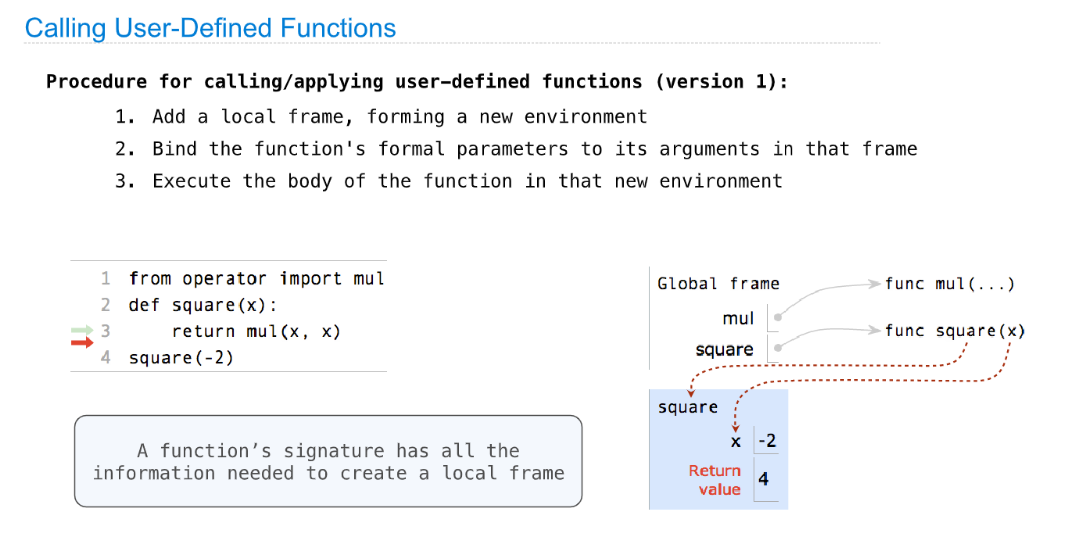 Calling User-Defined Functions
Procedure for calling/applying user-defined functions (version 1):
1. Add a local frame, forming a new environment
2. Bind the function's formal parameters to its arguments in that frame
3. Execute the body of the function in that new environment
1 from operator import mul
2 def square(x):
3     return mul(x, x)
4 square(-2)
A function’s signature has all the
information needed to create a local frame
Global frame
mul
square
func mul(...)
func square(x)
square
x -2
Return
value 4